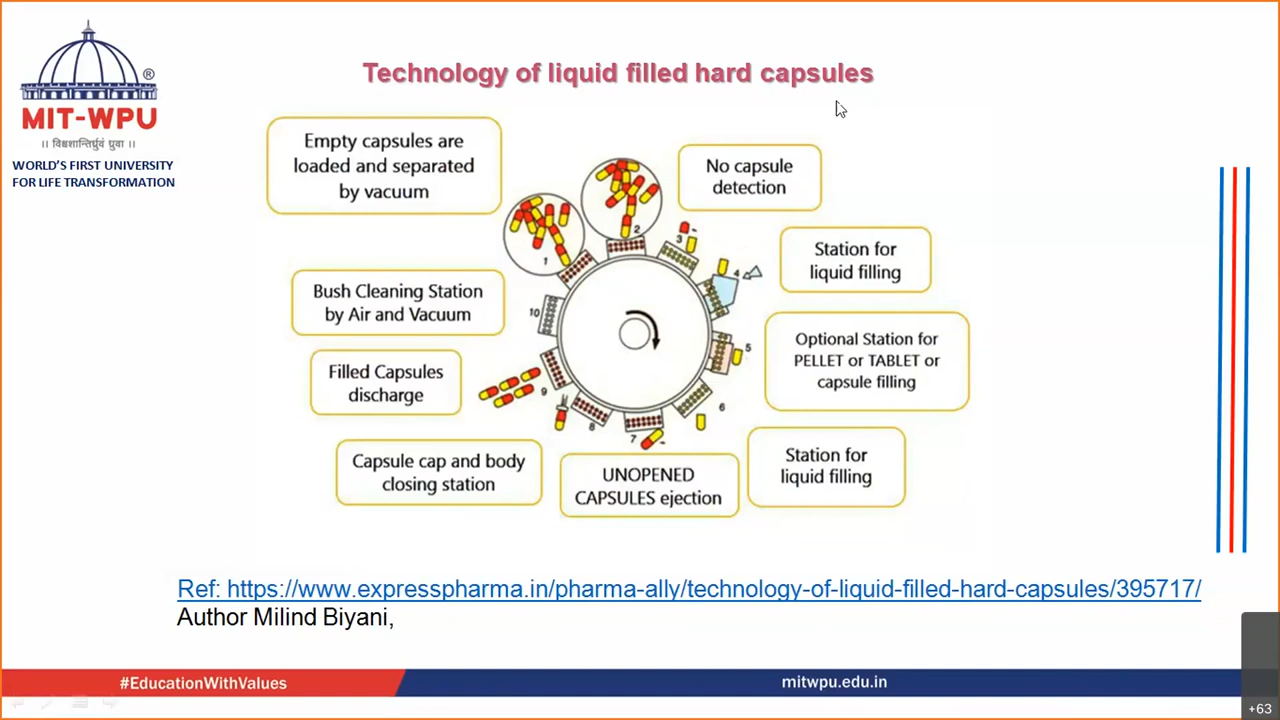 Technology of liquid filled hard capsules
®
MIT-WPU
|| विश्वशान्तिर्ध्रुवं ध्रुवा ||
WORLD'S FIRST UNIVERSITY
FOR LIFE TRANSFORMATION
Empty capsules are
loaded and separated
by vacuum
No capsule
detection
Station for
liquid filling
Optional Station for
PELLET or TABLET or
capsule filling
Station for
liquid filling
UNOPENED
CAPSULES ejection
Capsule cap and body
closing station
Filled Capsules
discharge
Bush Cleaning Station
by Air and Vacuum
1
2
3
4
5
6
7
8
9
10
Ref: https://www.expresspharma.in/pharma-ally/technology-of-liquid-filled-hard-capsules/395717/
Author Milind Biyani,
#EducationWithValues
mitwpu.edu.in
+63